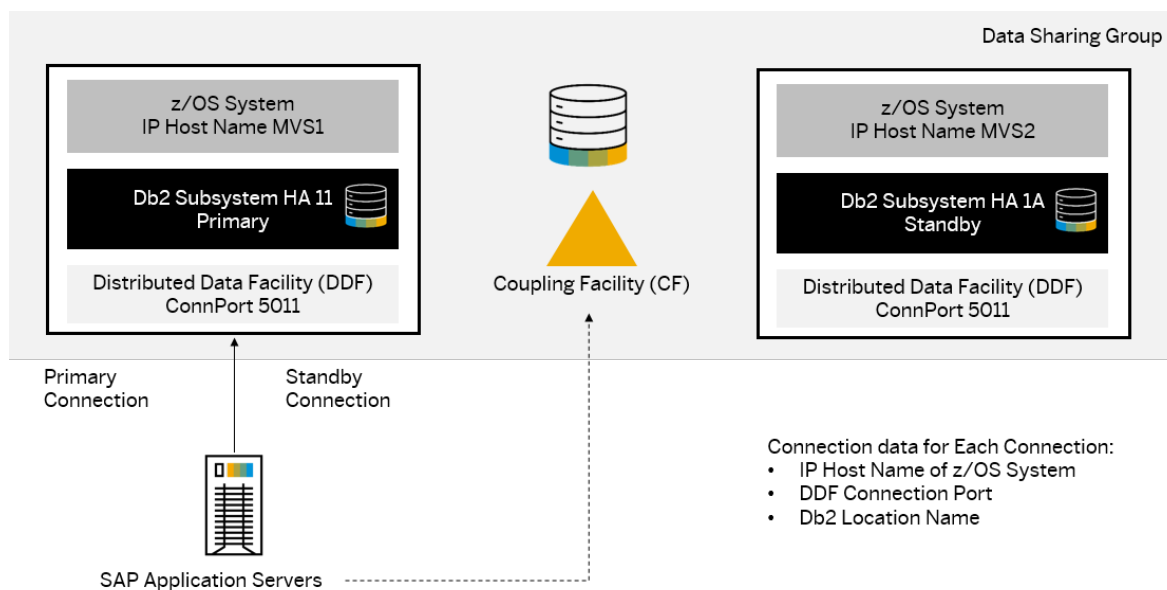 Data Sharing Group
z/OS System
IP Host Name MVS1
Db2 Subsystem HA 11
Primary
Distributed Data Facility (DDF)
ConnPort 5011
Coupling Facility (CF)
z/OS System
IP Host Name MVS2
Db2 Subsystem HA 1A
Standby
Distributed Data Facility (DDF)
ConnPort 5011
Primary
Connection
Standby
Connection
SAP Application Servers
Connection data for Each Connection:
• IP Host Name of z/OS System
• DDF Connection Port
• Db2 Location Name